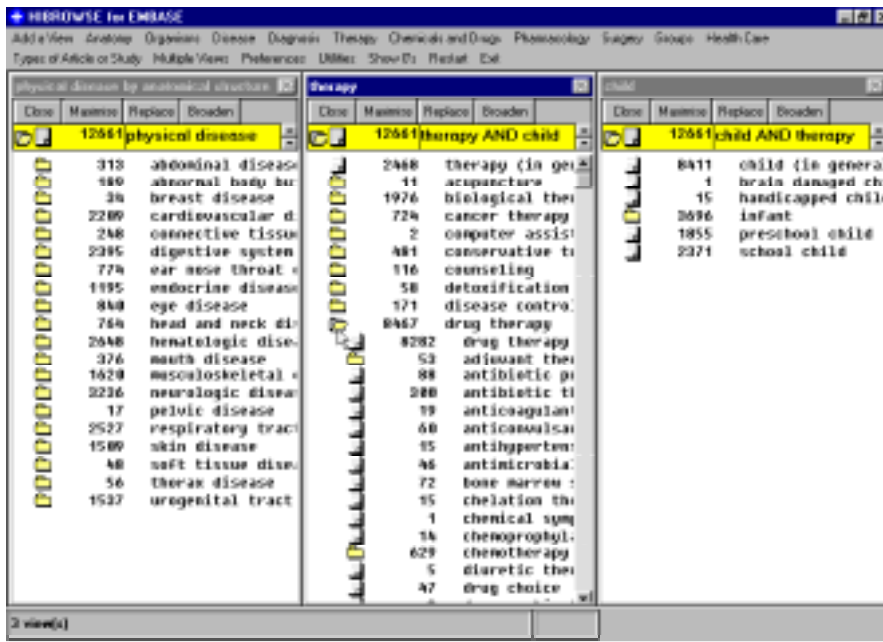 HIBROWSE for EMBASE
Add a View Anatomy Organisms Disease Diagnosis Therapy Chemicals and Drugs Pharmacology Surgery Groups Health Care
Types of Article or Study Multiple Views Preferences Utilities Show IDs Restart Exit
physical disease by anatomical structure
Close Maximise Replace Broaden
12661 physical disease
313 abdominal diseas
189 abnormal body bu
34 breast disease
2209 cardiovascular d
248 connective tissu
2395 digestive system
774 ear nose throat
1195 endocrine diseas
840 eye disease
764 head and neck di
2648 hematologic dise
376 mouth disease
1620 musculoskeletal
3236 neurologic disea
17 pelvic disease
2527 respiratory trac
1509 skin disease
48 soft tissue dise
56 thorax disease
1537 urogenital tract
therapy
Close Maximise Replace Broaden
12661 therapy AND child
2468 therapy (in gen
11 acupuncture
1976 biological the
724 cancer therapy
2 computer assis
481 conservative t
116 counseling
58 detoxification
171 disease contro
8467 drug therapy
8282 drug therapy
53 adjuvant the
88 antibiotic p
300 antibiotic t
19 anticoagulan
60 anticonvulsa
15 antihyperten
46 antimicrobia
72 bone marrow
15 chelation th
1 chemical sym
14 chemoprophyl
629 chemotherapy
5 diuretic the
47 drug choice
child
Close Maximise Replace Broaden
12661 child AND therapy
8411 child (in genera
1 brain damaged ch
15 handicapped chil
3696 infant
1855 preschool child
2371 school child
3 view(s)